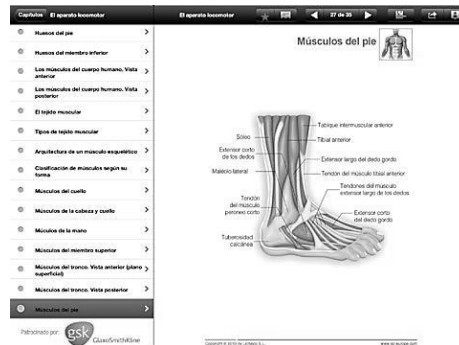 Capítulos El aparato locomotor
Huesos del pie
Huesos del miembro inferior
Los músculos del cuerpo humano. Vista
anterior
Los músculos del cuerpo humano. Vista
posterior
El tejido muscular
Tipos de tejido muscular
Arquitectura de un músculo esquelético
Clasificación de músculos según su
forma
Músculos del cuello
Músculos de la cabeza y cuello
Múculos de la mano
Músculos del miembro superior
Músculos del tronco. Vista anterior (plano
superficial)
Músculos del tronco. Vista posterior
Músculos del pie
Patrocinado por:
gsk
GlaxoSmithKline
El aparato locomotor
27 de 35
Músculos del pie
Tabique intermuscular anterior
Sóleo
Tibial anterior
Extensor corto
de los dedos
Extensor largo del dedo gordo
Maléolo lateral
Tendón del músculo tibial anterior
Tendones del músculo
extensor largo de los dedos
Tendón
del músculo
peroneo corto
Extensor corto
del dedo gordo
Tuberosidad
calcánea